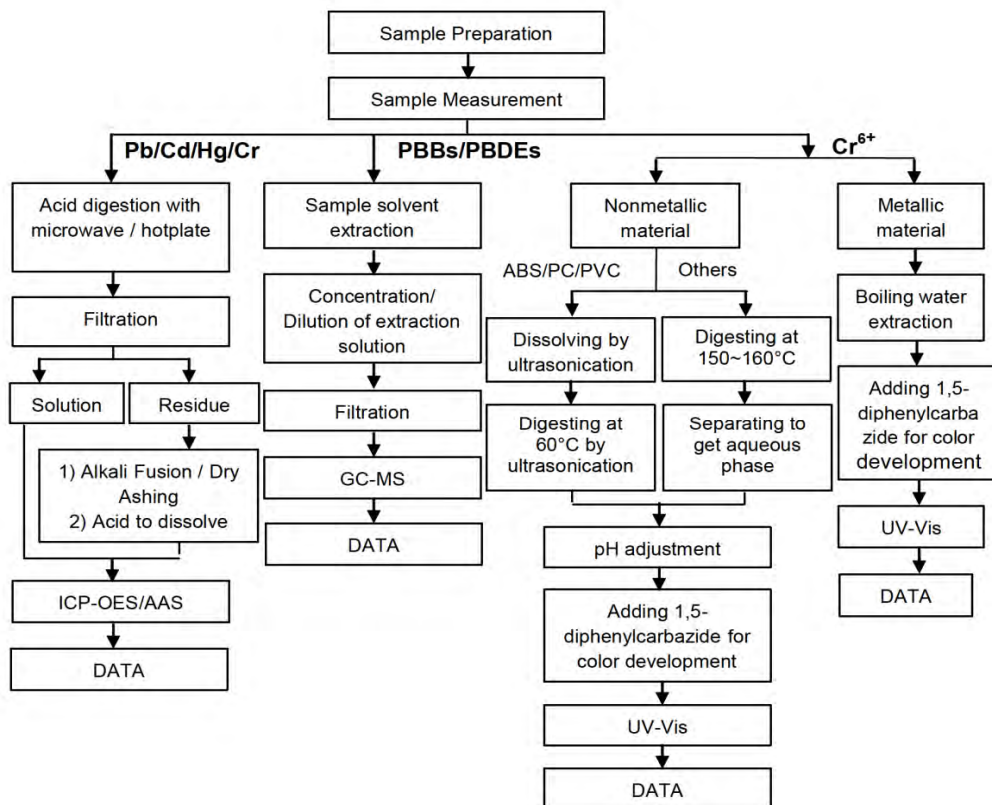 Sample Preparation
Sample Measurement
Pb/Cd/Hg/Cr
Acid digestion with
microwave / hotplate
Filtration
Solution
Residue
1) Alkali Fusion / Dry
Ashing
2) Acid to dissolve
ICP-OES/AAS
DATA
PBBs/PBDEs
Sample solvent
extraction
Concentration/
Dilution of extraction
solution
Filtration
GC-MS
DATA
Cr⁶⁺
Nonmetallic
material
ABS/PC/PVC
Others
Dissolving by
ultrasonication
Digesting at
60°C by
ultrasonication
Digesting at
150~160°C
Separating to
get aqueous
phase
pH adjustment
Adding 1,5-
diphenylcarbazide for
color development
UV-Vis
DATA
Metallic
material
Boiling water
extraction
Adding 1,5-
diphenylcarba
zide for color
development
UV-Vis
DATA